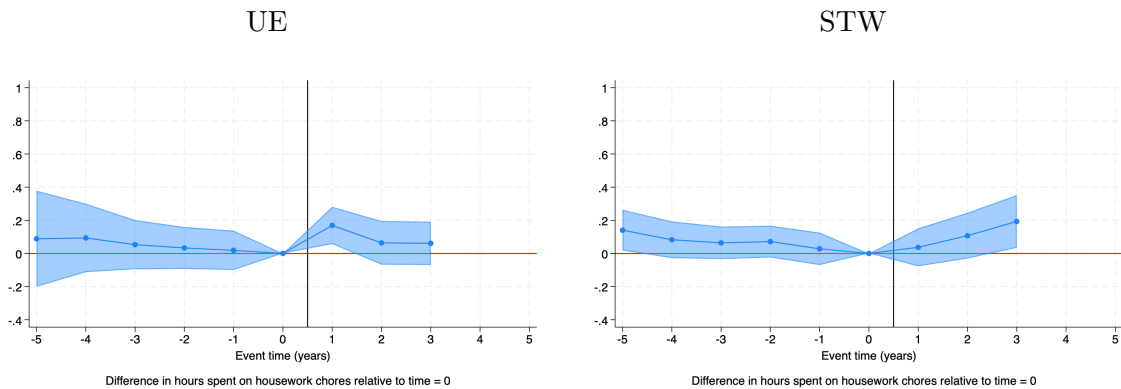 UE
1
.8
.6
.4
.2
0
-.2
-.4
-5 -4 -3 -2 -1 0 1 2 3 4 5
Event time (years)
Difference in hours spent on housework chores relative to time = 0
STW
1
.8
.6
.4
.2
0
-.2
-.4
-5 -4 -3 -2 -1 0 1 2 3 4 5
Event time (years)
Difference in hours spent on housework chores relative to time = 0